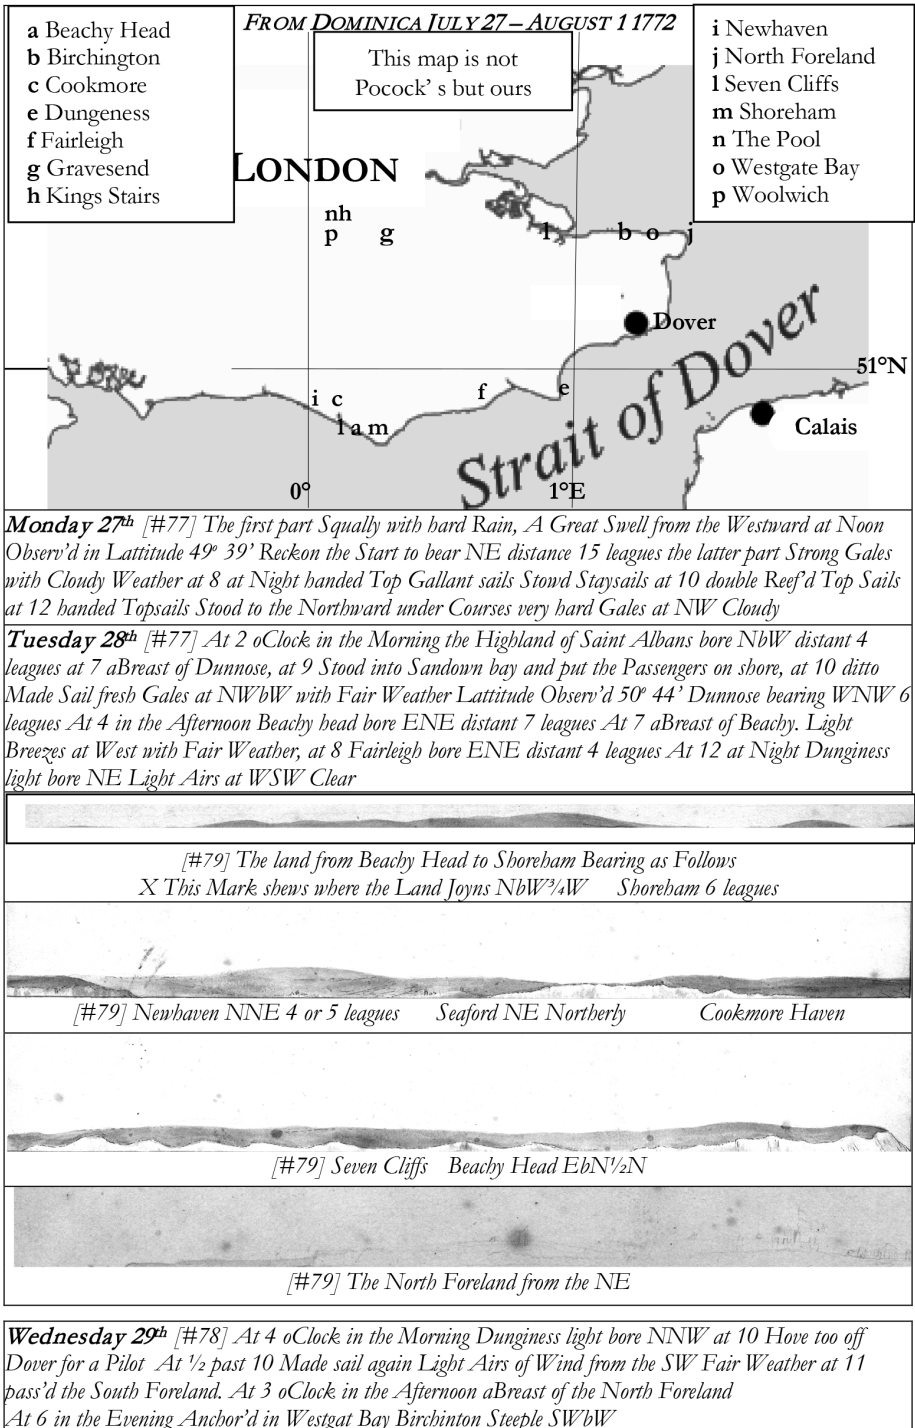 FROM DOMINICA JULY 27 – AUGUST 1 1772
a Beachy Head
b Birchington
c Cookmore
e Dungeness
f Fairleigh
g Gravesend
h Kings Stairs
This map is not
Pocock' s but ours
i Newhaven
j North Foreland
l Seven Cliffs
m Shoreham
n The Pool
o Westgate Bay
p Woolwich
LONDON
nh
p g
l b o j
Dover
Strait of Dover
51°N
i c f e
l a m
Calais
0° 1°E
Monday 27th [#77] The first part Squally with hard Rain, A Great Swell from the Westward at Noon
Observ'd in Lattitude 49º 39' Reckon the Start to bear NE distance 15 leagues the latter part Strong Gales
with Cloudy Weather at 8 at Night handed Top Gallant sails Stowd Staysails at 10 double Reef'd Top Sails
at 12 handed Topsails Stood to the Northward under Courses very hard Gales at NW Cloudy
Tuesday 28th [#77] At 2 oClock in the Morning the Highland of Saint Albans bore NbW distant 4
leagues at 7 aBreast of Dunnose, at 9 Stood into Sandown bay and put the Passengers on shore, at 10 ditto
Made Sail fresh Gales at NWbW with Fair Weather Lattitude Observ'd 50º 44' Dunnose bearing WNW 6
leagues At 4 in the Afternoon Beachy head bore ENE distant 7 leagues At 7 aBreast of Beachy. Light
Breezes at West with Fair Weather, at 8 Fairleigh bore ENE distant 4 leagues At 12 at Night Dunginess
light bore NE Light Airs at WSW Clear
[#79] The land from Beachy Head to Shoreham Bearing as Follows
X This Mark shews where the Land Joyns NbW¾W Shoreham 6 leagues
[#79] Newhaven NNE 4 or 5 leagues Seaford NE Northerly Cookmore Haven
[#79] Seven Cliffs Beachy Head EbN½N
[#79] The North Foreland from the NE
Wednesday 29th [#78] At 4 oClock in the Morning Dunginess light bore NNW at 10 Hove too off
Dover for a Pilot At ½ past 10 Made sail again Light Airs of Wind from the SW Fair Weather at 11
pass'd the South Foreland. At 3 oClock in the Afternoon aBreast of the North Foreland
At 6 in the Evening Anchor'd in Westgat Bay Birchinton Steeple SWbW